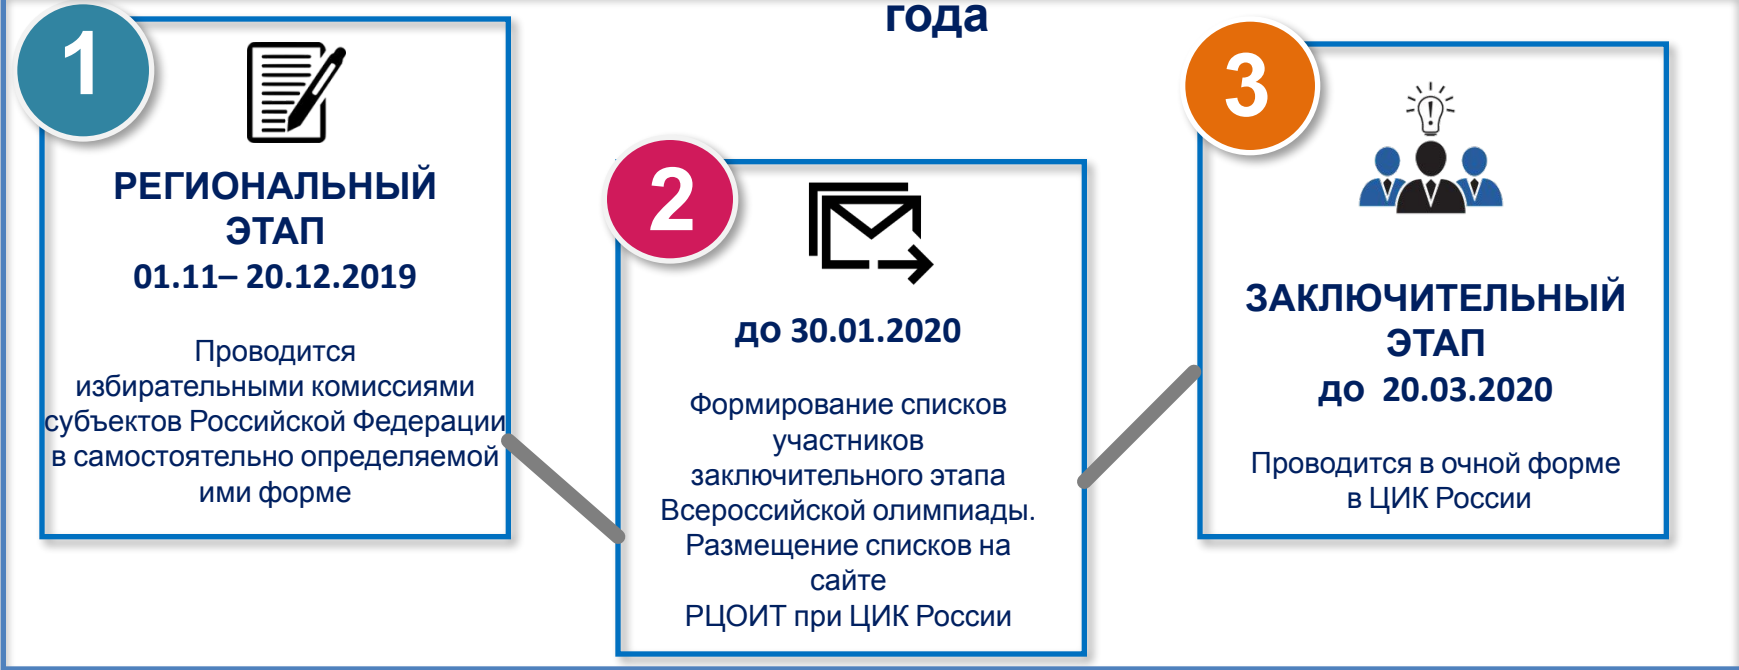 года
1
РЕГИОНАЛЬНЫЙ
ЭТАП
01.11– 20.12.2019
Проводится
избирательными комиссиями
субъектов Российской Федерации
в самостоятельно определяемой
ими форме
2
до 30.01.2020
Формирование списков
участников
заключительного этапа
Всероссийской олимпиады.
Размещение списков на
сайте
РЦОИТ при ЦИК России
3
ЗАКЛЮЧИТЕЛЬНЫЙ
ЭТАП
до 20.03.2020
Проводится в очной форме
в ЦИК России